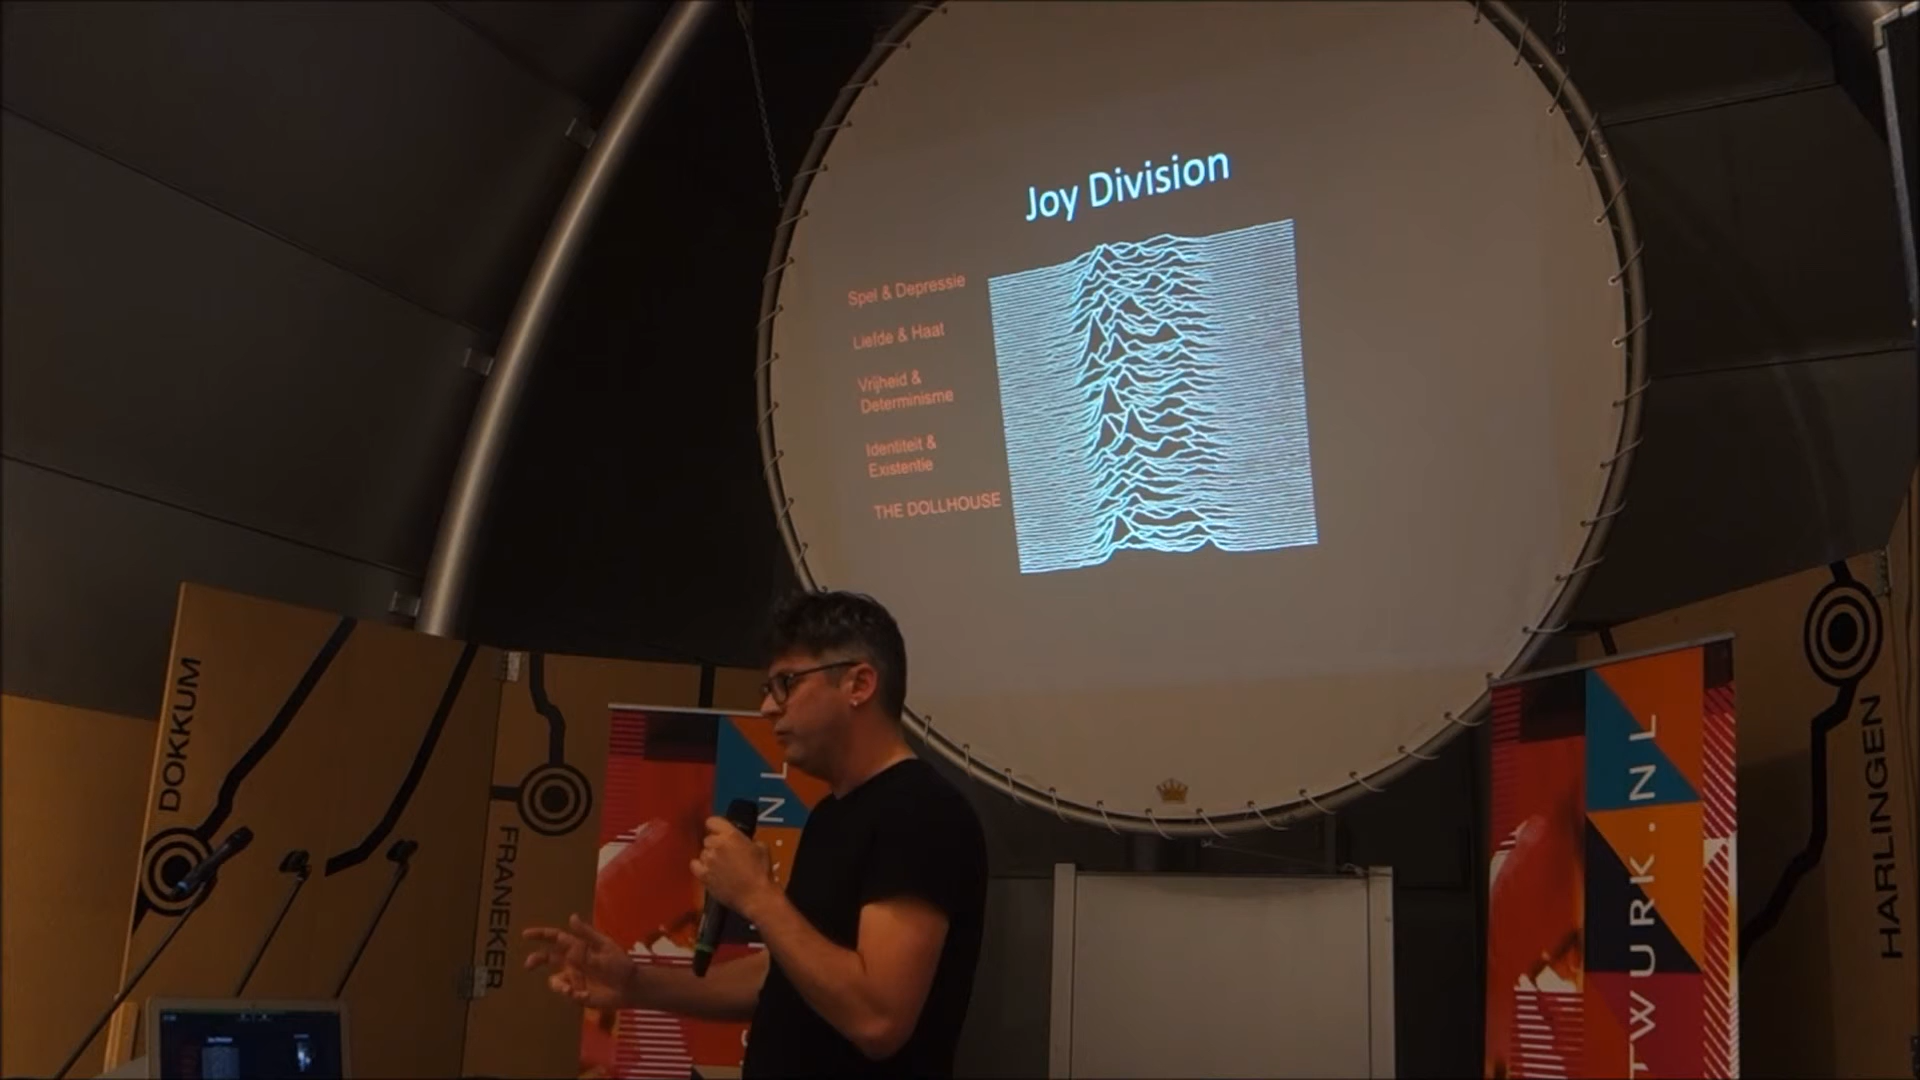 Joy Division
Spel & Depressie
Liefde & Haat
Vrijheid &
Determinisme
Identiteit &
Existentie
THE DOLLHOUSE
DOKKUM
FRANEKER
HARLINGEN
TWURK.NL